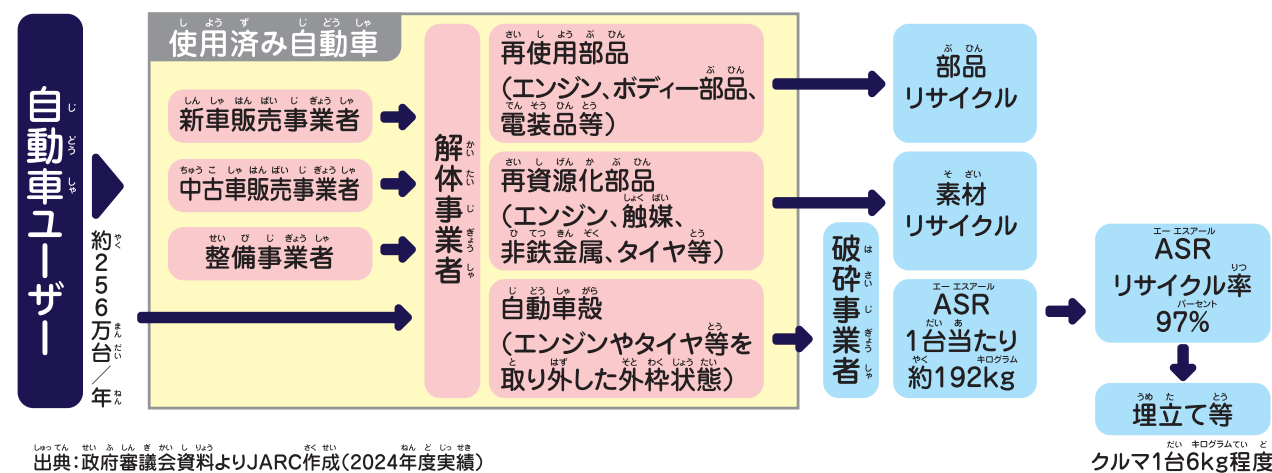 自動車ユーザー
約256万台/年
使用済み自動車
新車販売事業者
中古車販売事業者
整備事業者
解体事業者
再使用部品
(エンジン、ボディー部品、
電装品等)
再資源化部品
(エンジン、触媒、
非鉄金属、タイヤ等)
自動車殻
(エンジンやタイヤ等を
取り外した外枠状態)
部品
リサイクル
素材
リサイクル
破砕事業者
ASR
1台当たり
約192kg
ASR
リサイクル率
97%
埋立て等
クルマ1台6kg程度
出典:政府審議会資料よりJARC作成(2024年度実績)